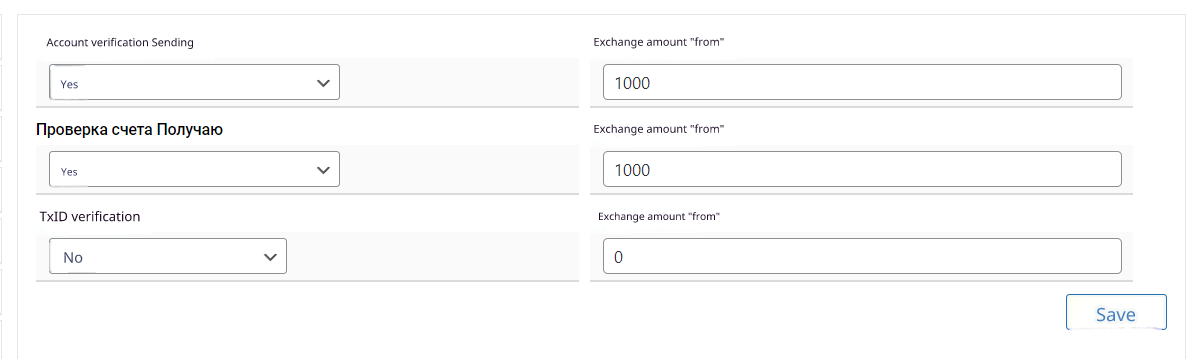 Account verification Sending
Exchange amount "from"
Yes
1000
Проверка счета Получаю
Exchange amount "from"
Yes
1000
TxID verification
Exchange amount "from"
No
0
Save